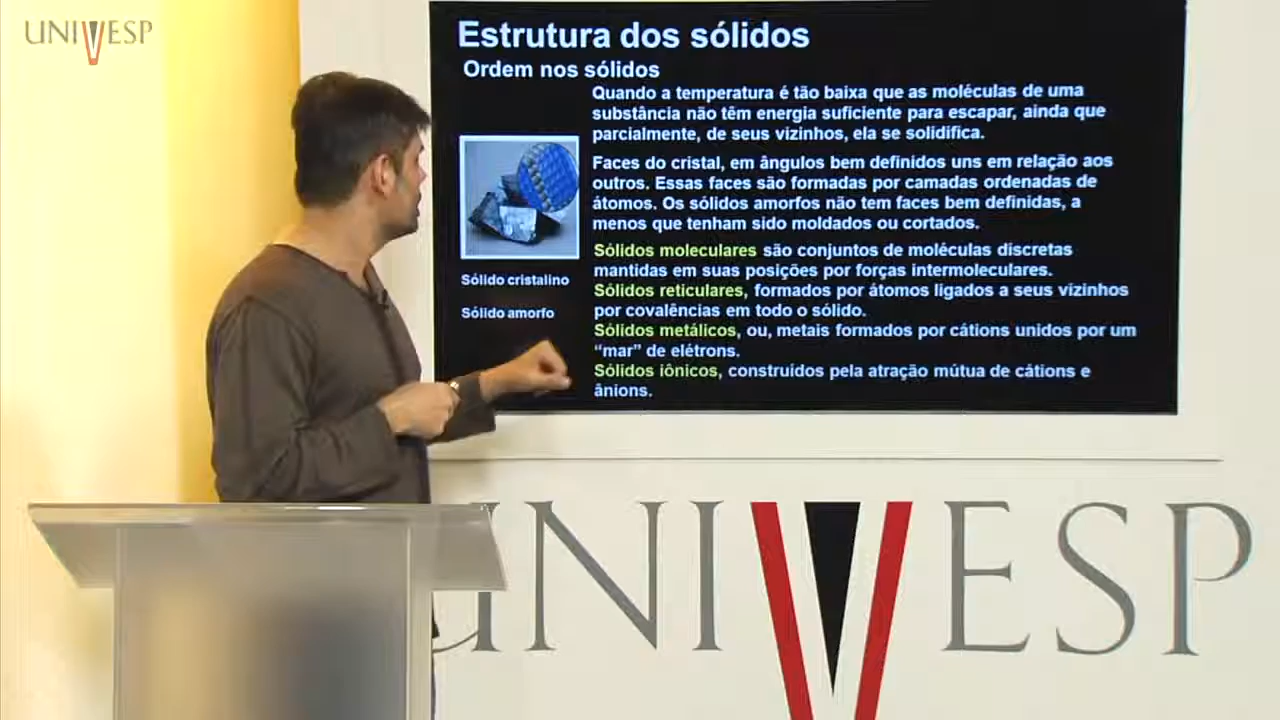 UNIVESP
Estrutura dos sólidos
Ordem nos sólidos
Quando a temperatura é tão baixa que as moléculas de uma
substância não têm energia suficiente para escapar, ainda que
parcialmente, de seus vizinhos, ela se solidifica.
Faces do cristal, em ângulos bem definidos uns em relação aos
outros. Essas faces são formadas por camadas ordenadas de
átomos. Os sólidos amorfos não tem faces bem definidas, a
menos que tenham sido moldados ou cortados.
Sólido cristalino
Sólido amorfo
Sólidos moleculares são conjuntos de moléculas discretas
mantidas em suas posições por forças intermoleculares.
Sólidos reticulares, formados por átomos ligados a seus vizinhos
por covalências em todo o sólido.
Sólidos metálicos, ou, metais formados por cátions unidos por um
“mar” de elétrons.
Sólidos iônicos, construídos pela atração mútua de cátions e
ânions.
UNIVESP